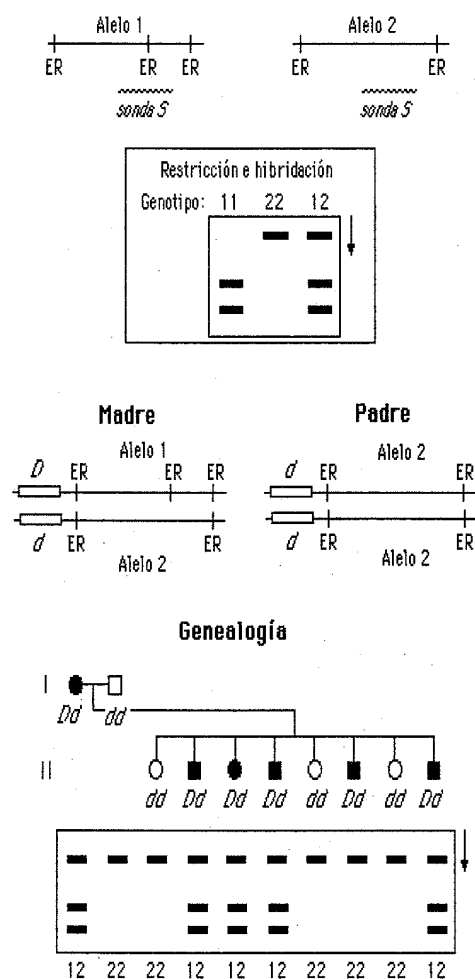 Alelo 1 Alelo 2
ER ER ER ER ER
sonda S sonda S
Restricción e hibridación
Genotipo: 11 22 12
Madre Padre
D ER Alelo 1 ER ER d ER Alelo 2 ER
d ER Alelo 2 ER d ER Alelo 2 ER
Genealogía
I
Dd dd
II
dd Dd Dd Dd dd Dd dd Dd
12 22 22 12 12 12 22 22 22 12